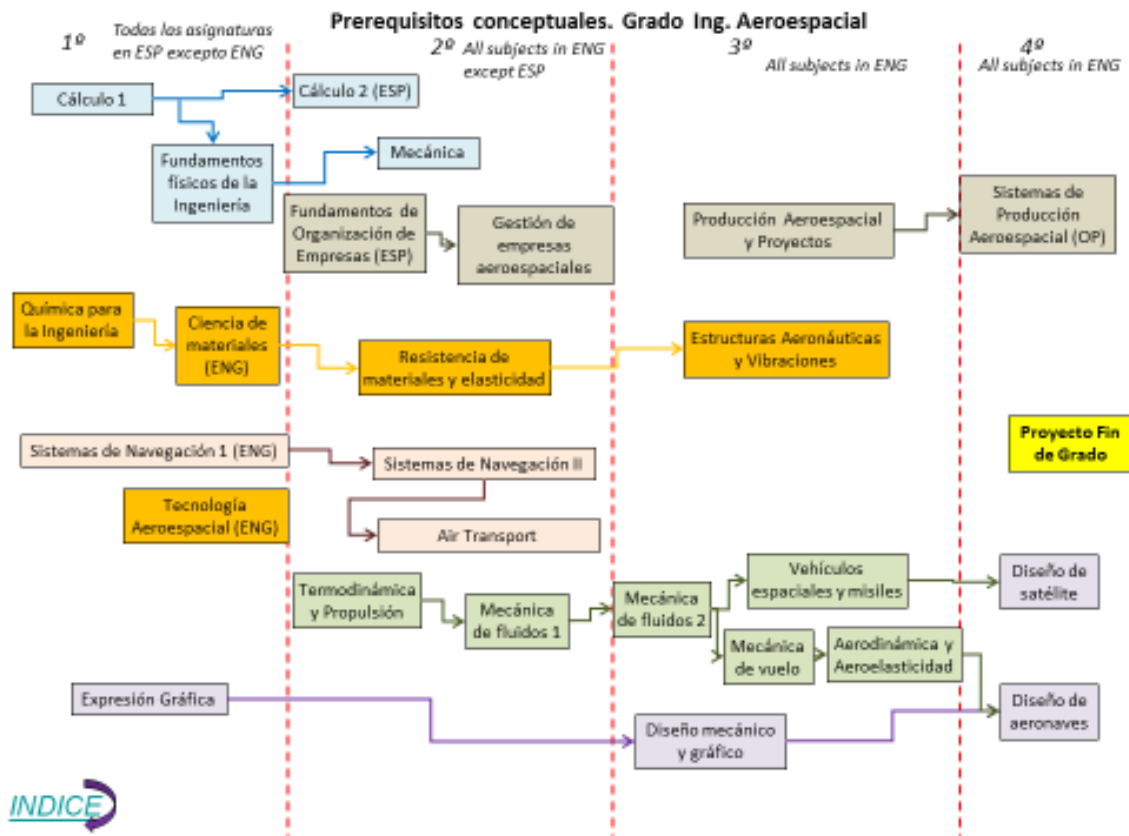 Prerequisitos conceptuales. Grado Ing. Aeroespacial
1º
Todas las asignaturas
en ESP excepto ENG
2º
All subjects in ENG
except ESP
3º
All subjects in ENG
4º
All subjects in ENG
Cálculo 1
Cálculo 2 (ESP)
Fundamentos
físicos de la
Ingeniería
Mecánica
Fundamentos de
Organización de
Empresas (ESP)
Gestión de
empresas
aeroespaciales
Producción Aeroespacial
y Proyectos
Sistemas de
Producción
Aeroespacial (OP)
Química para
la Ingeniería
Ciencia de
materiales
(ENG)
Resistencia de
materiales y elasticidad
Estructuras Aeronáuticas
y Vibraciones
Proyecto Fin
de Grado
Sistemas de Navegación 1 (ENG)
Sistemas de Navegación II
Tecnología
Aeroespacial (ENG)
Air Transport
Termodinámica
y Propulsión
Mecánica
de fluidos 1
Mecánica
de fluidos 2
Vehículos
espaciales y misiles
Diseño de
satélite
Mecánica
de vuelo
Aerodinámica y
Aeroelasticidad
Expresión Gráfica
Diseño mecánico
y gráfico
Diseño de
aeronaves
INDICE